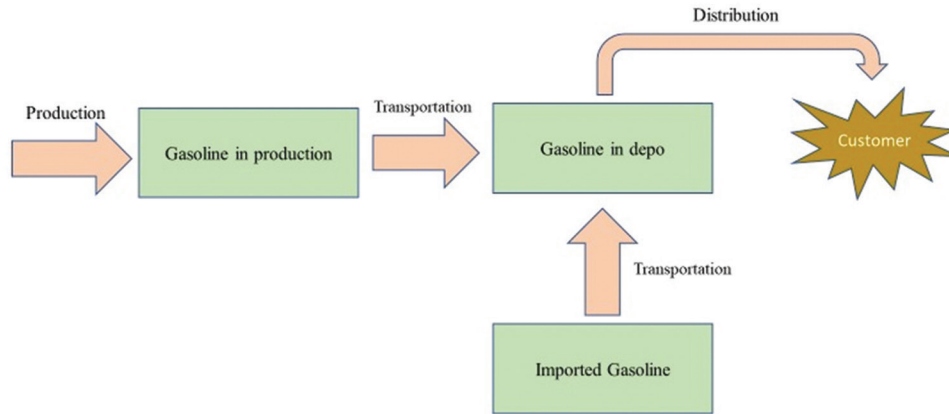 Distribution
Production
Transportation
Gasoline in production
Gasoline in depo
Customer
Transportation
Imported Gasoline